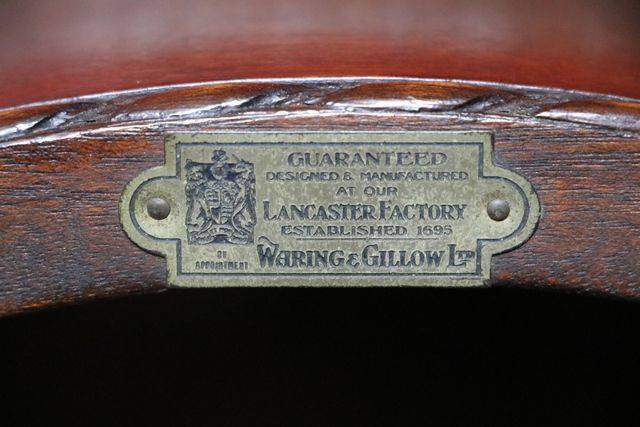 GUARANTEED
DESIGNED & MANUFACTURED
AT OUR
LANCASTER FACTORY
ESTABLISHED 1695
BY
APPOINTMENT
WARING & GILLOW LTD